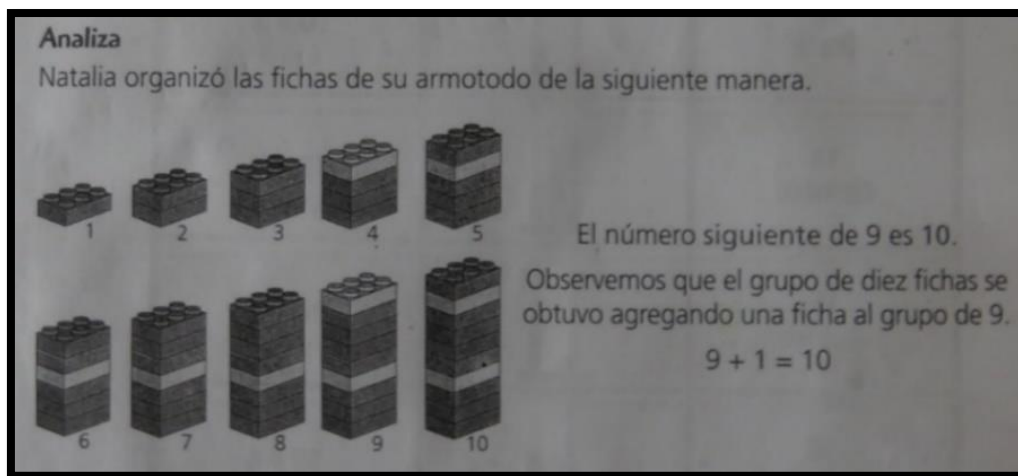 Analiza
Natalia organizó las fichas de su armotodo de la siguiente manera.
1 2 3 4 5
El número siguiente de 9 es 10.
Observemos que el grupo de diez fichas se
obtuvo agregando una ficha al grupo de 9.
9 + 1 = 10
6 7 8 9 10